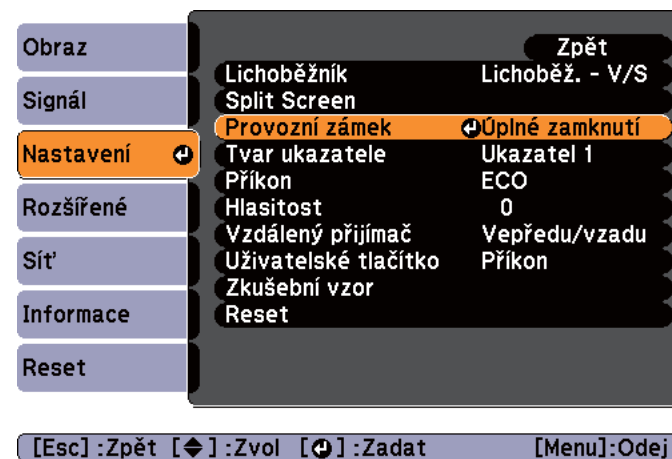 Obraz
Signál
Nastavení
Rozšířené
Síť
Informace
Reset
Zpět
Lichoběžník Lichoběž. - V/S
Split Screen
Provozní zámek Úplné zamknutí
Tvar ukazatele Ukazatel 1
Příkon ECO
Hlasitost 0
Vzdálený přijímač Vepředu/vzadu
Uživatelské tlačítko Příkon
Zkušební vzor
Reset
[Esc] :Zpět [◆] :Zvol [⏎] :Zadat [Menu]:Odej